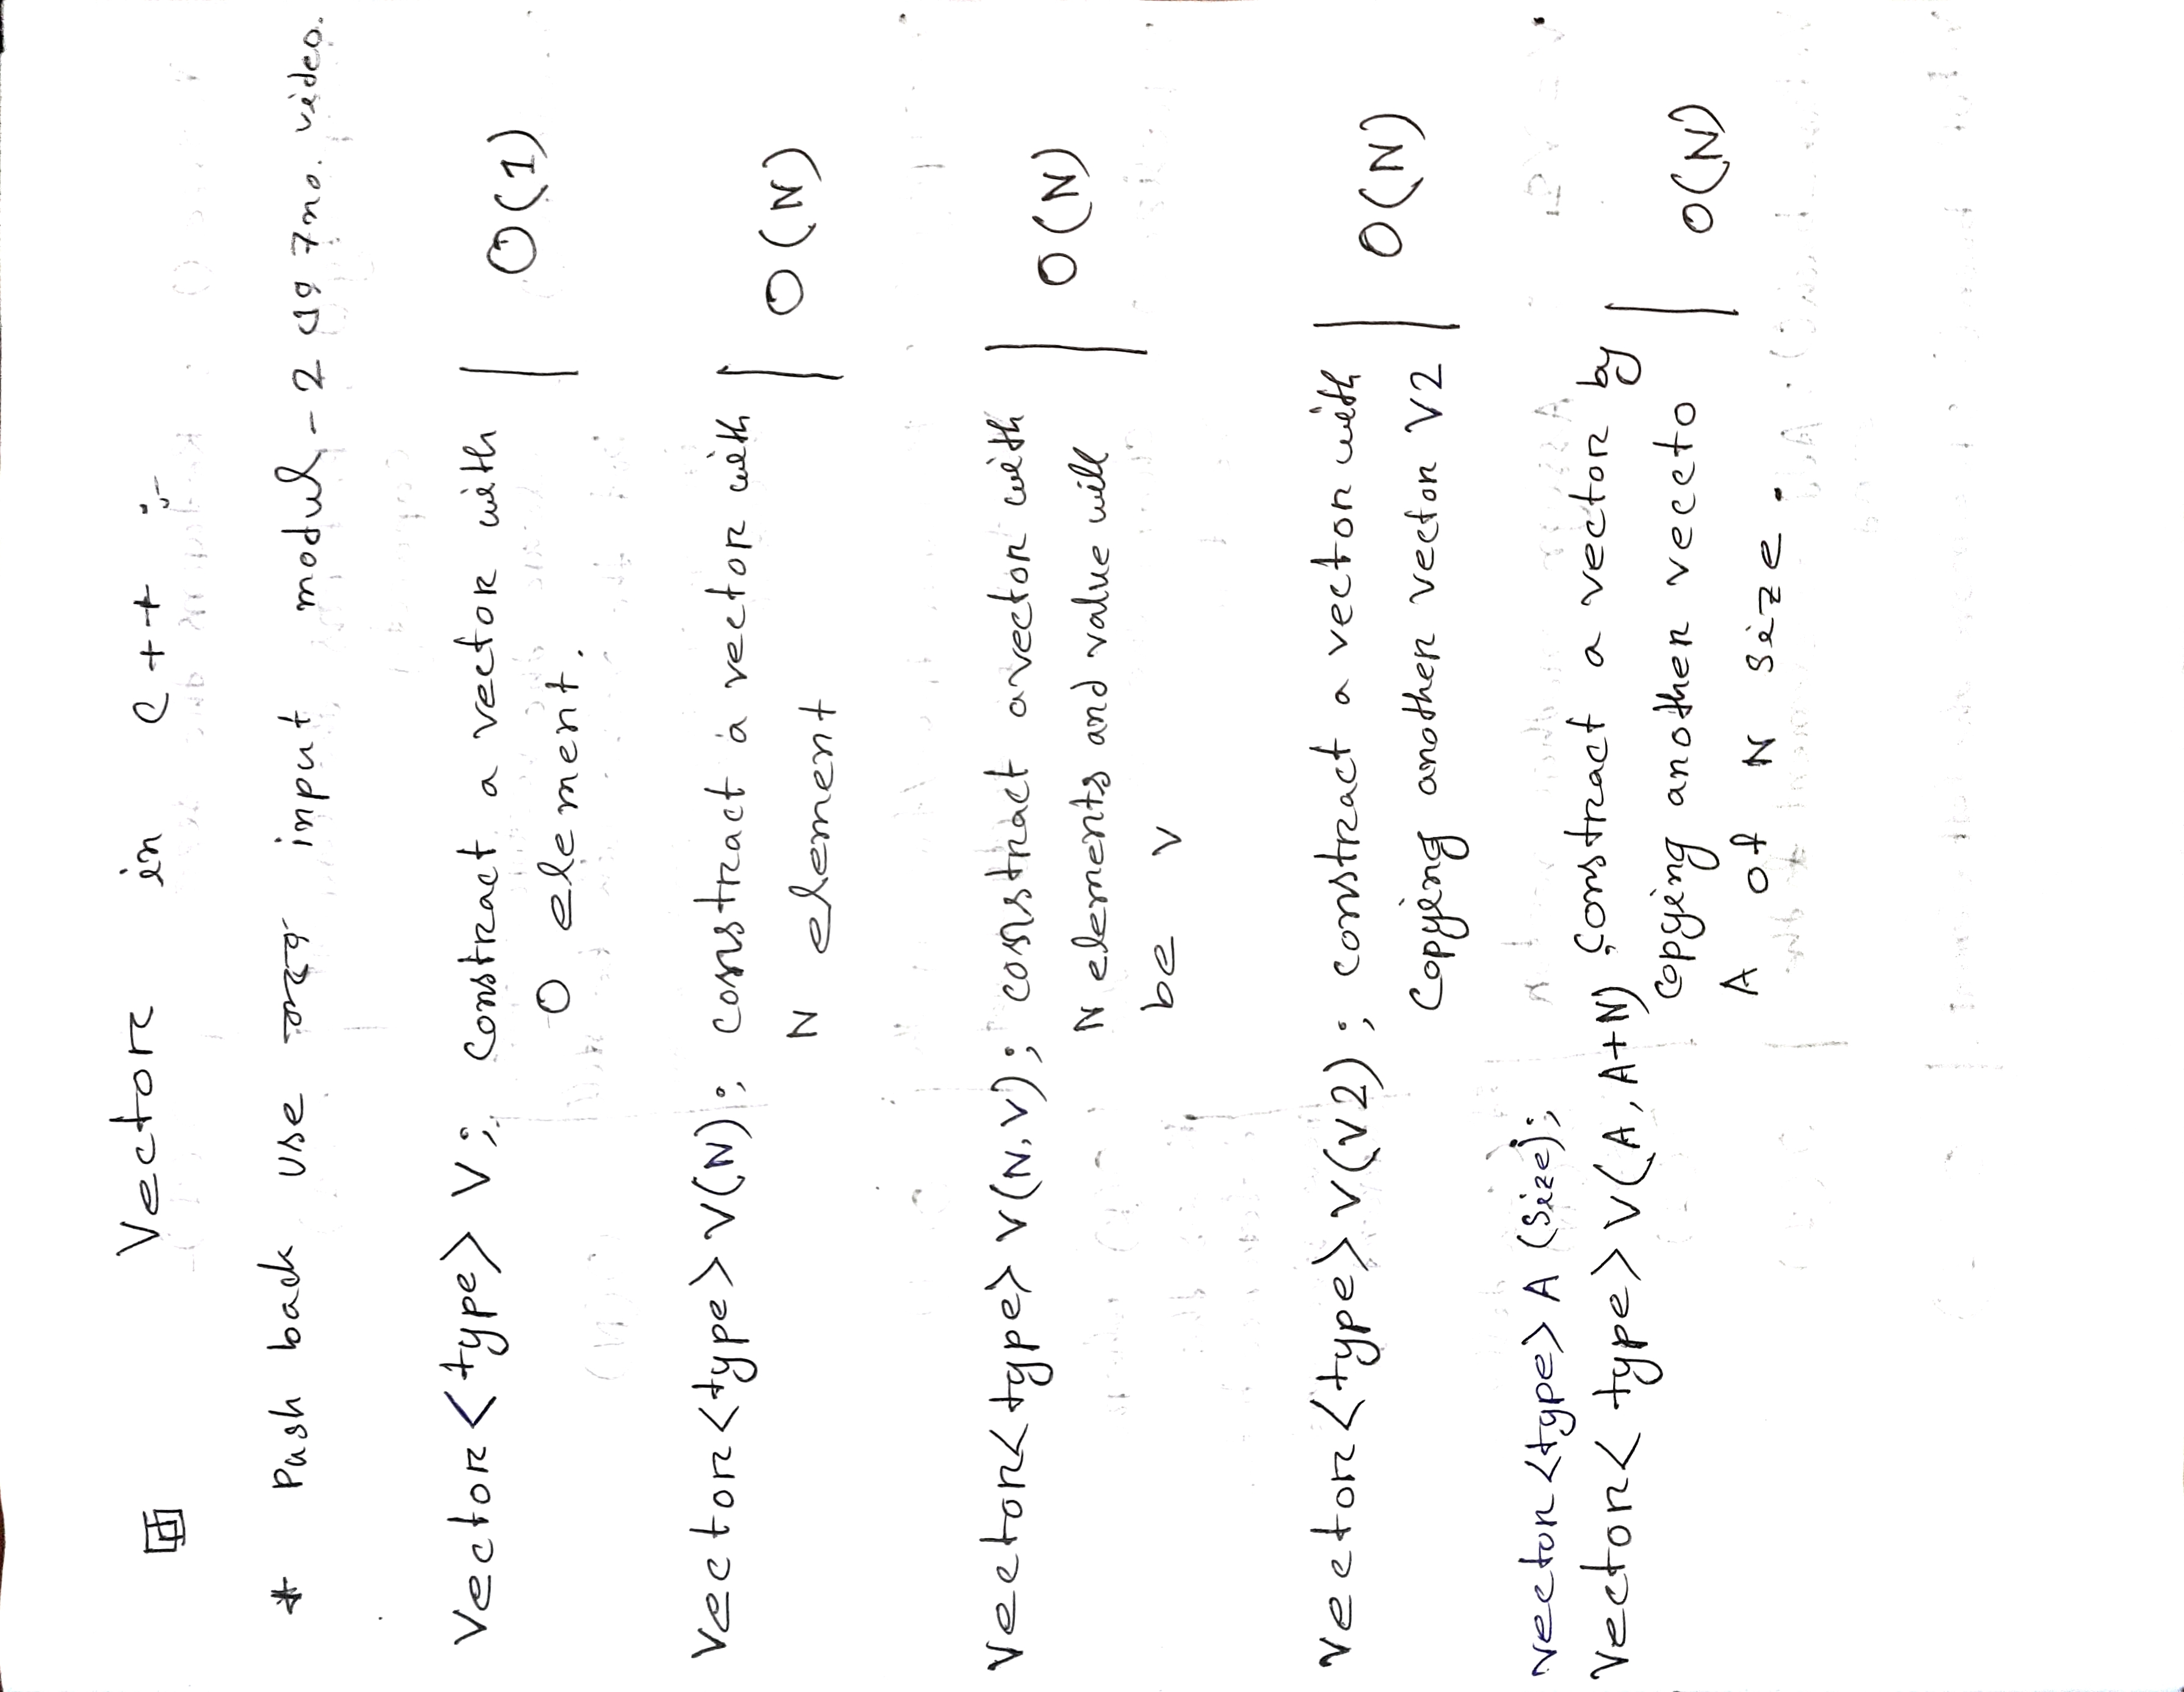 Vector in C++ :-
* Push back use করে input modul-2 এর 7no. video.
Vector<type> V; constract a vector with | O(1)
0 element.
Vector<type> V(N); constract a vector with | O(N)
N element
Vector<type> V(N,V); constract a vector with | O(N)
N elements and value will
be V
Vector<type> V(V2); constract a vector with | O(N)
Copying another vector V2
vector<type> A (Size);
Vector<type> V(A, A+N) ; constract a vector by
copying another veccto | O(N)
A of N size.